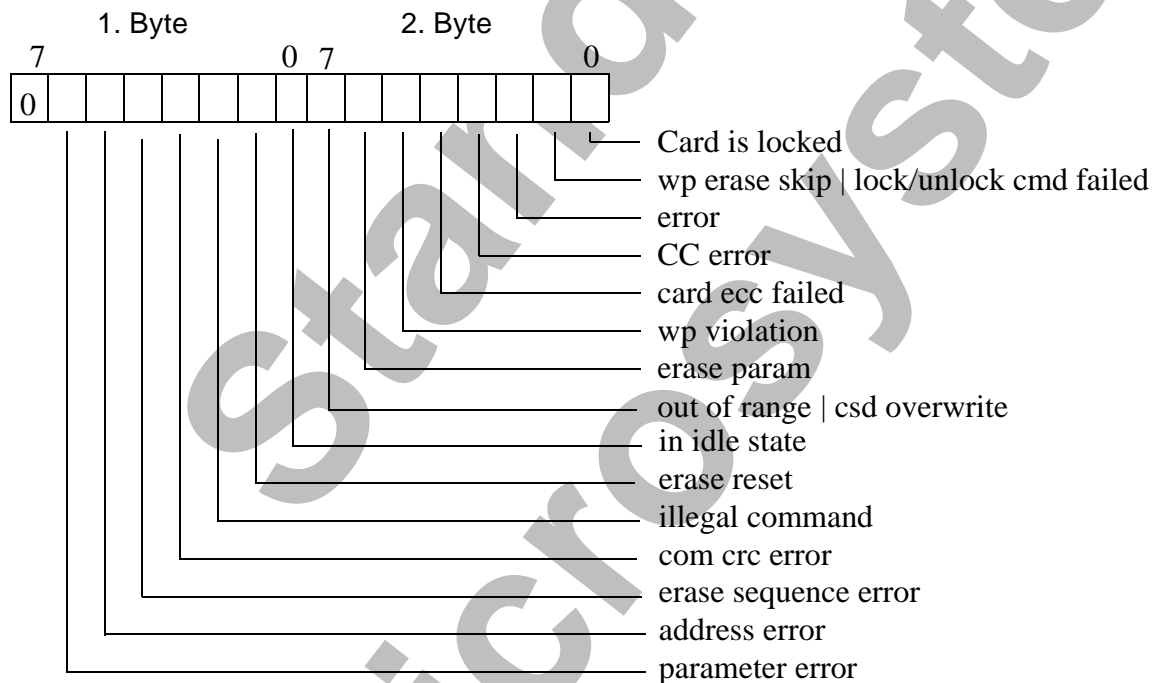 1. Byte 2. Byte
7 0 7 0
0
Card is locked
wp erase skip | lock/unlock cmd failed
error
CC error
card ecc failed
wp violation
erase param
out of range | csd overwrite
in idle state
erase reset
illegal command
com crc error
erase sequence error
address error
parameter error